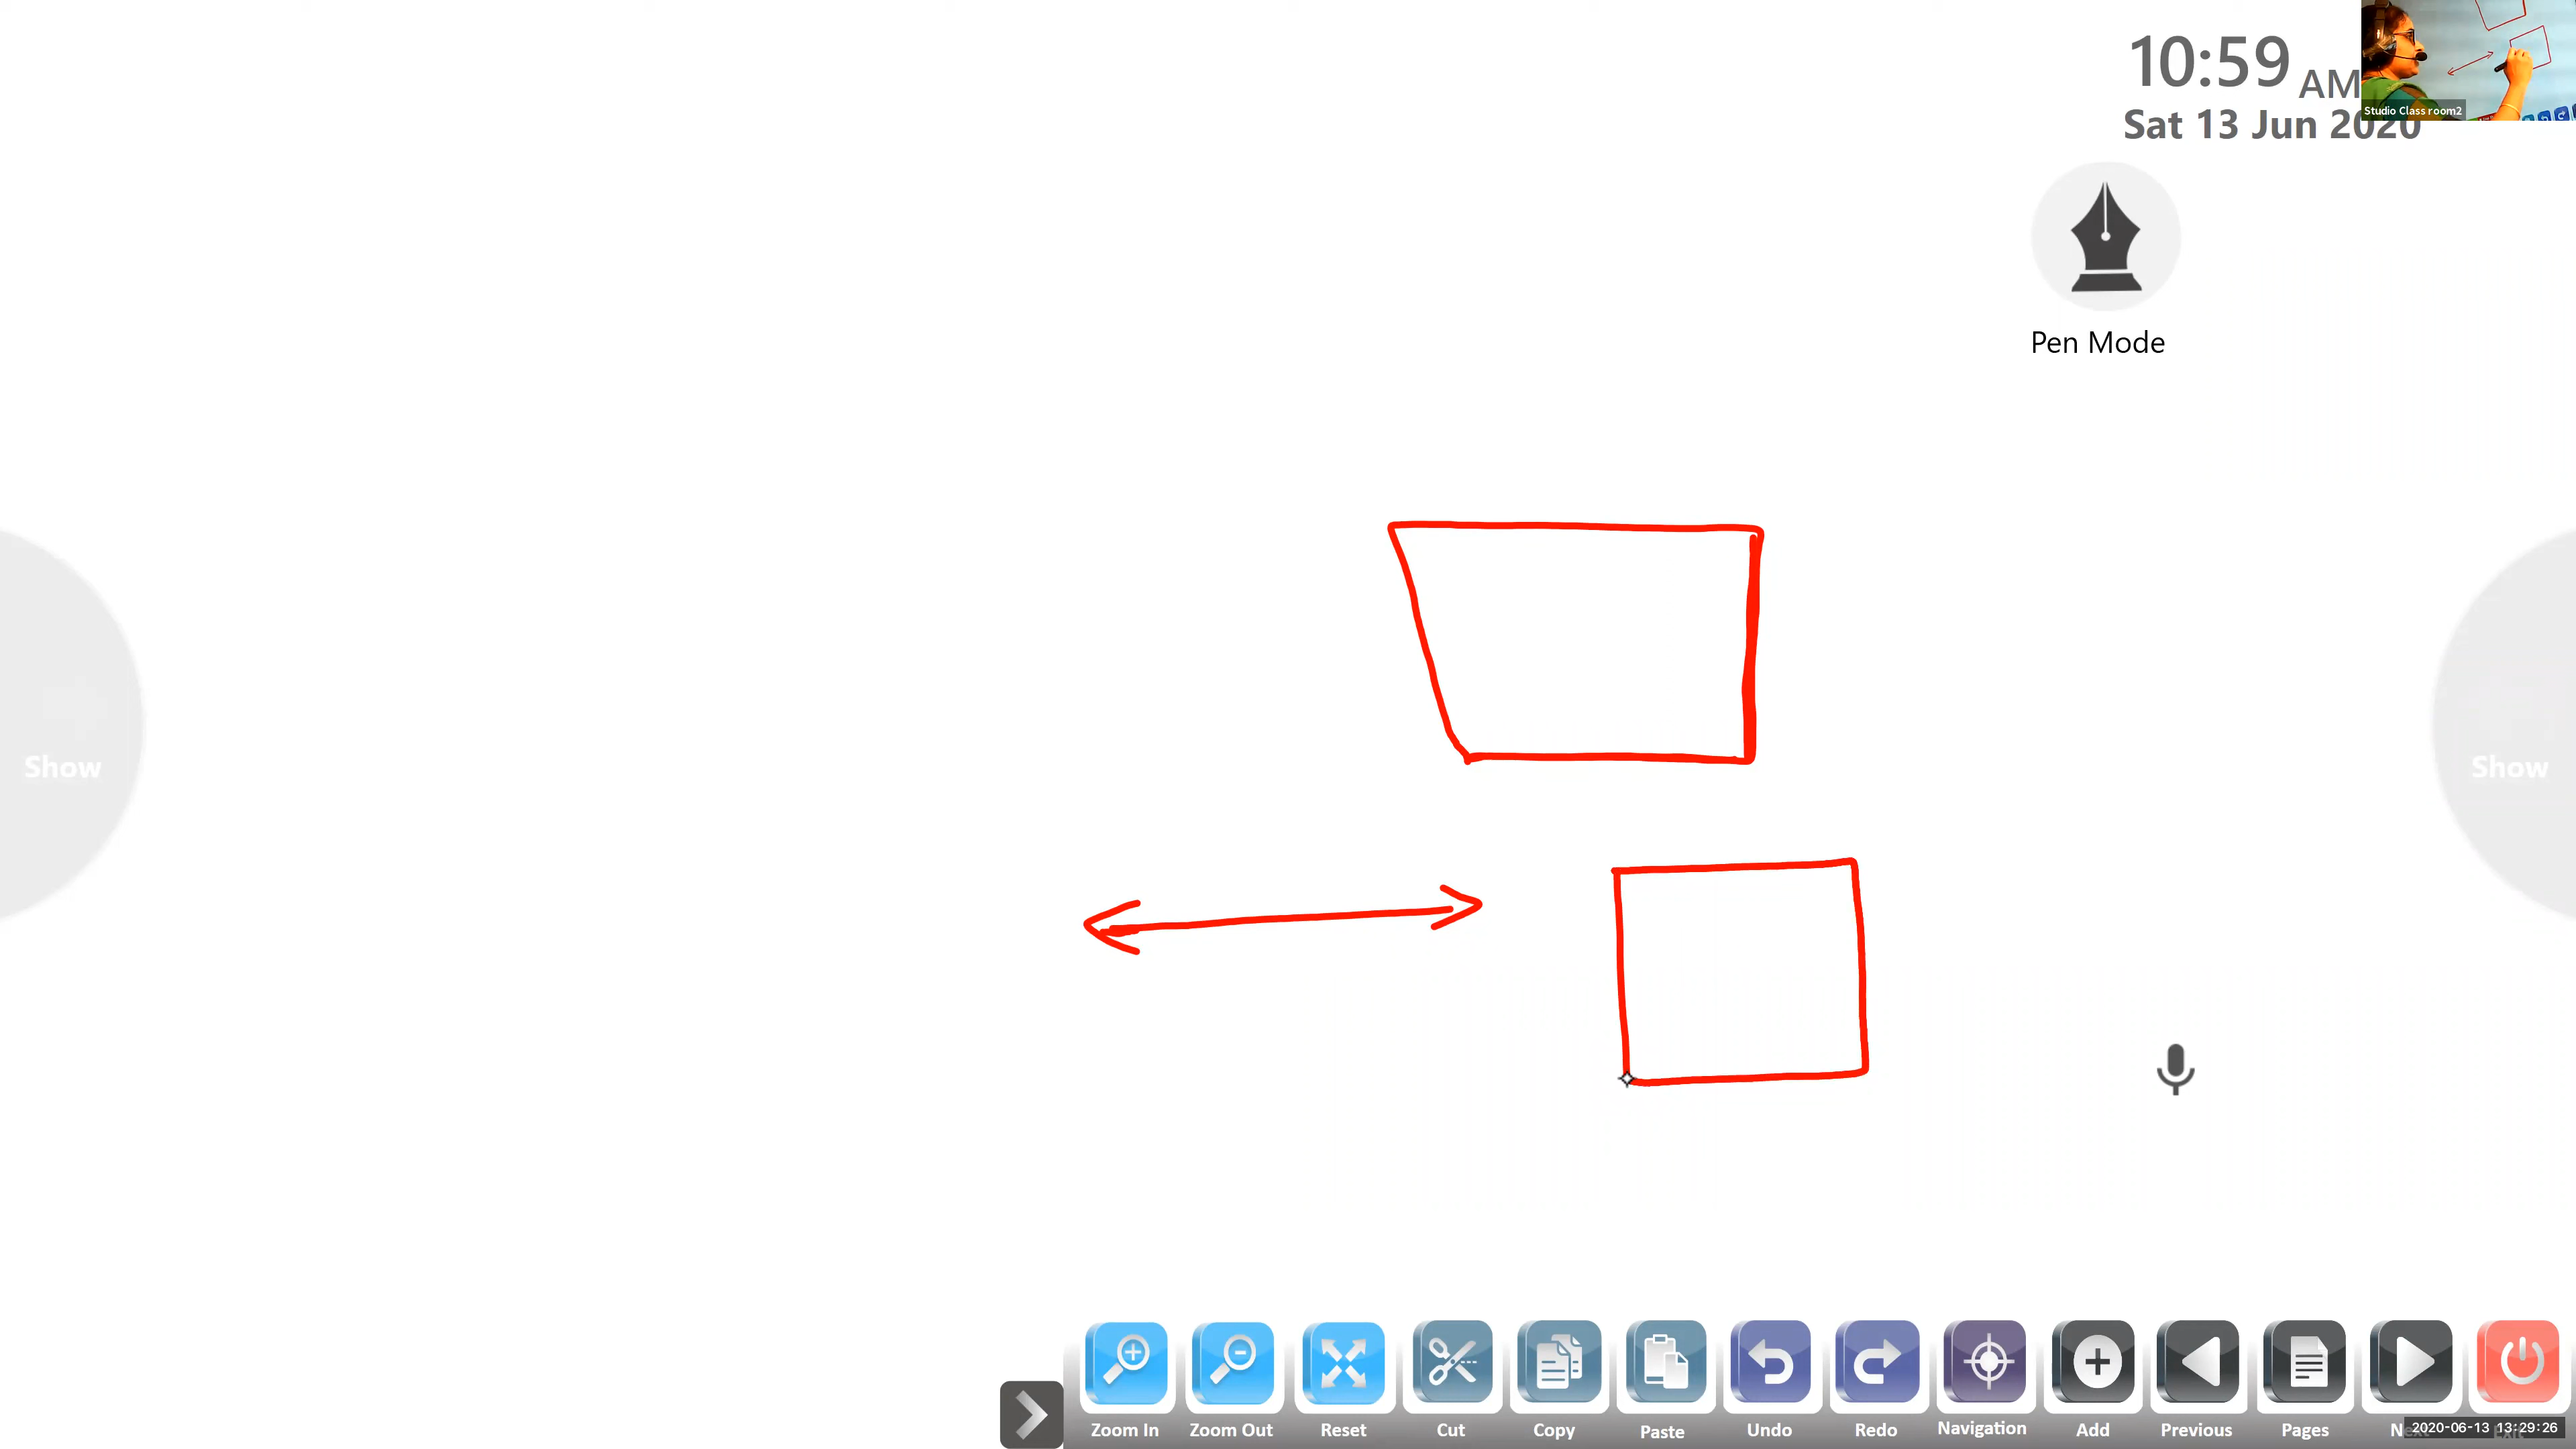 10:59 AM
Studio Class room2
Sat 13 Jun 2020
Pen Mode
Show
Show
Zoom In Zoom Out Reset Cut Copy Paste Undo Redo Navigation Add Previous Pages
2020-06-13 13:29:26